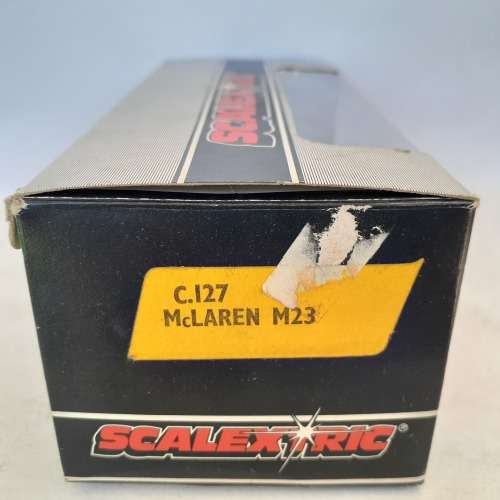 SCALEXTRIC
C.127
McLAREN M23
SCALEXTRIC®